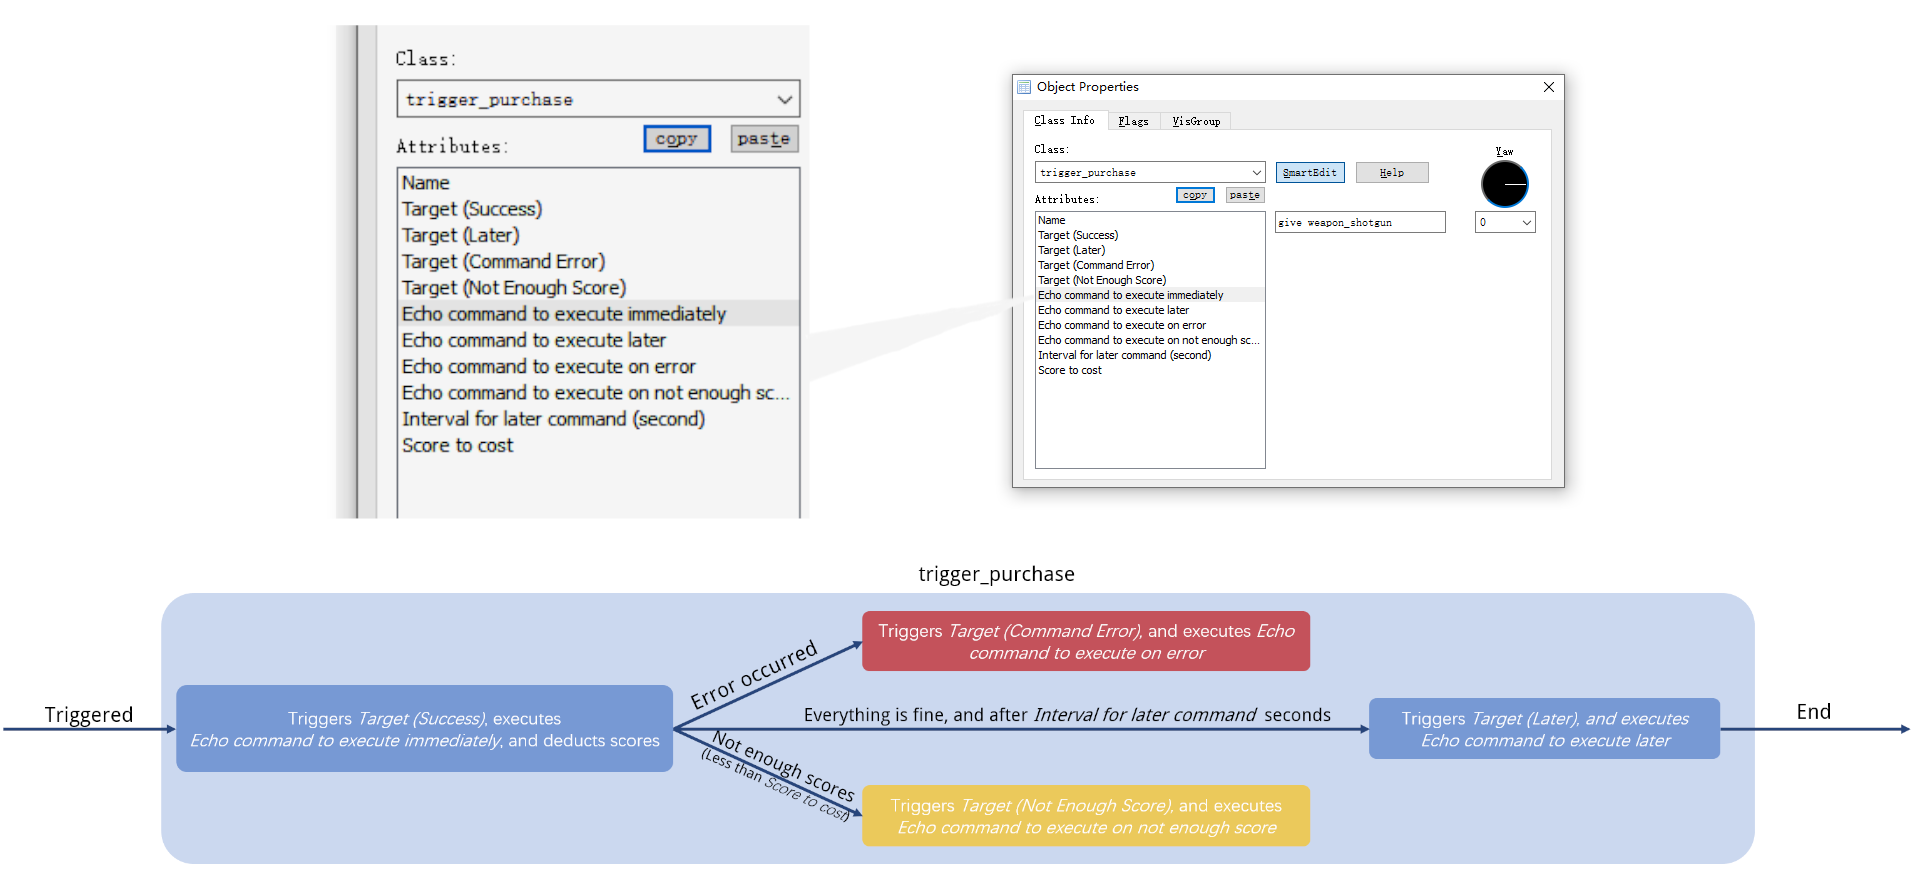 Class:
trigger_purchase
copy
paste
Attributes:
Name
Target (Success)
Target (Later)
Target (Command Error)
Target (Not Enough Score)
Echo command to execute immediately
Echo command to execute later
Echo command to execute on error
Echo command to execute on not enough sc...
Interval for later command (second)
Score to cost
Object Properties
Class Info
Flags
VisGroup
Class:
trigger_purchase
SmartEdit
Help
Yaw
Attributes:
copy
paste
give weapon_shotgun
0
Name
Target (Success)
Target (Later)
Target (Command Error)
Target (Not Enough Score)
Echo command to execute immediately
Echo command to execute later
Echo command to execute on error
Echo command to execute on not enough sc...
Interval for later command (second)
Score to cost
trigger_purchase
Triggered
Triggers Target (Success), executes
Echo command to execute immediately, and deducts scores
Error occurred
Triggers Target (Command Error), and executes Echo
command to execute on error
Everything is fine, and after Interval for later command seconds
Triggers Target (Later), and executes
Echo command to execute later
End
Not enough scores
(Less than Score to cost)
Triggers Target (Not Enough Score), and executes
Echo command to execute on not enough score